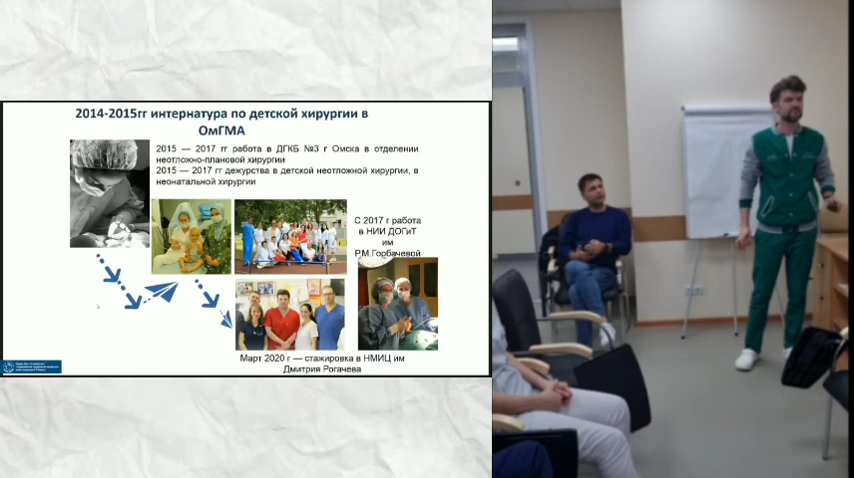 2014-2015гг интернатура по детской хирургии в
ОмГМА
2015 — 2017 гг работа в ДГКБ №3 г Омска в отделении
неотложно-плановой хирургии
2015 — 2017 гг дежурства в детской неотложной хирургии, в
неонатальной хирургии
С 2017 г работа
в НИИ ДОГиТ
им
Р.М.Горбачевой
Март 2020 г — стажировка в НМИЦ им
Дмитрия Рогачева